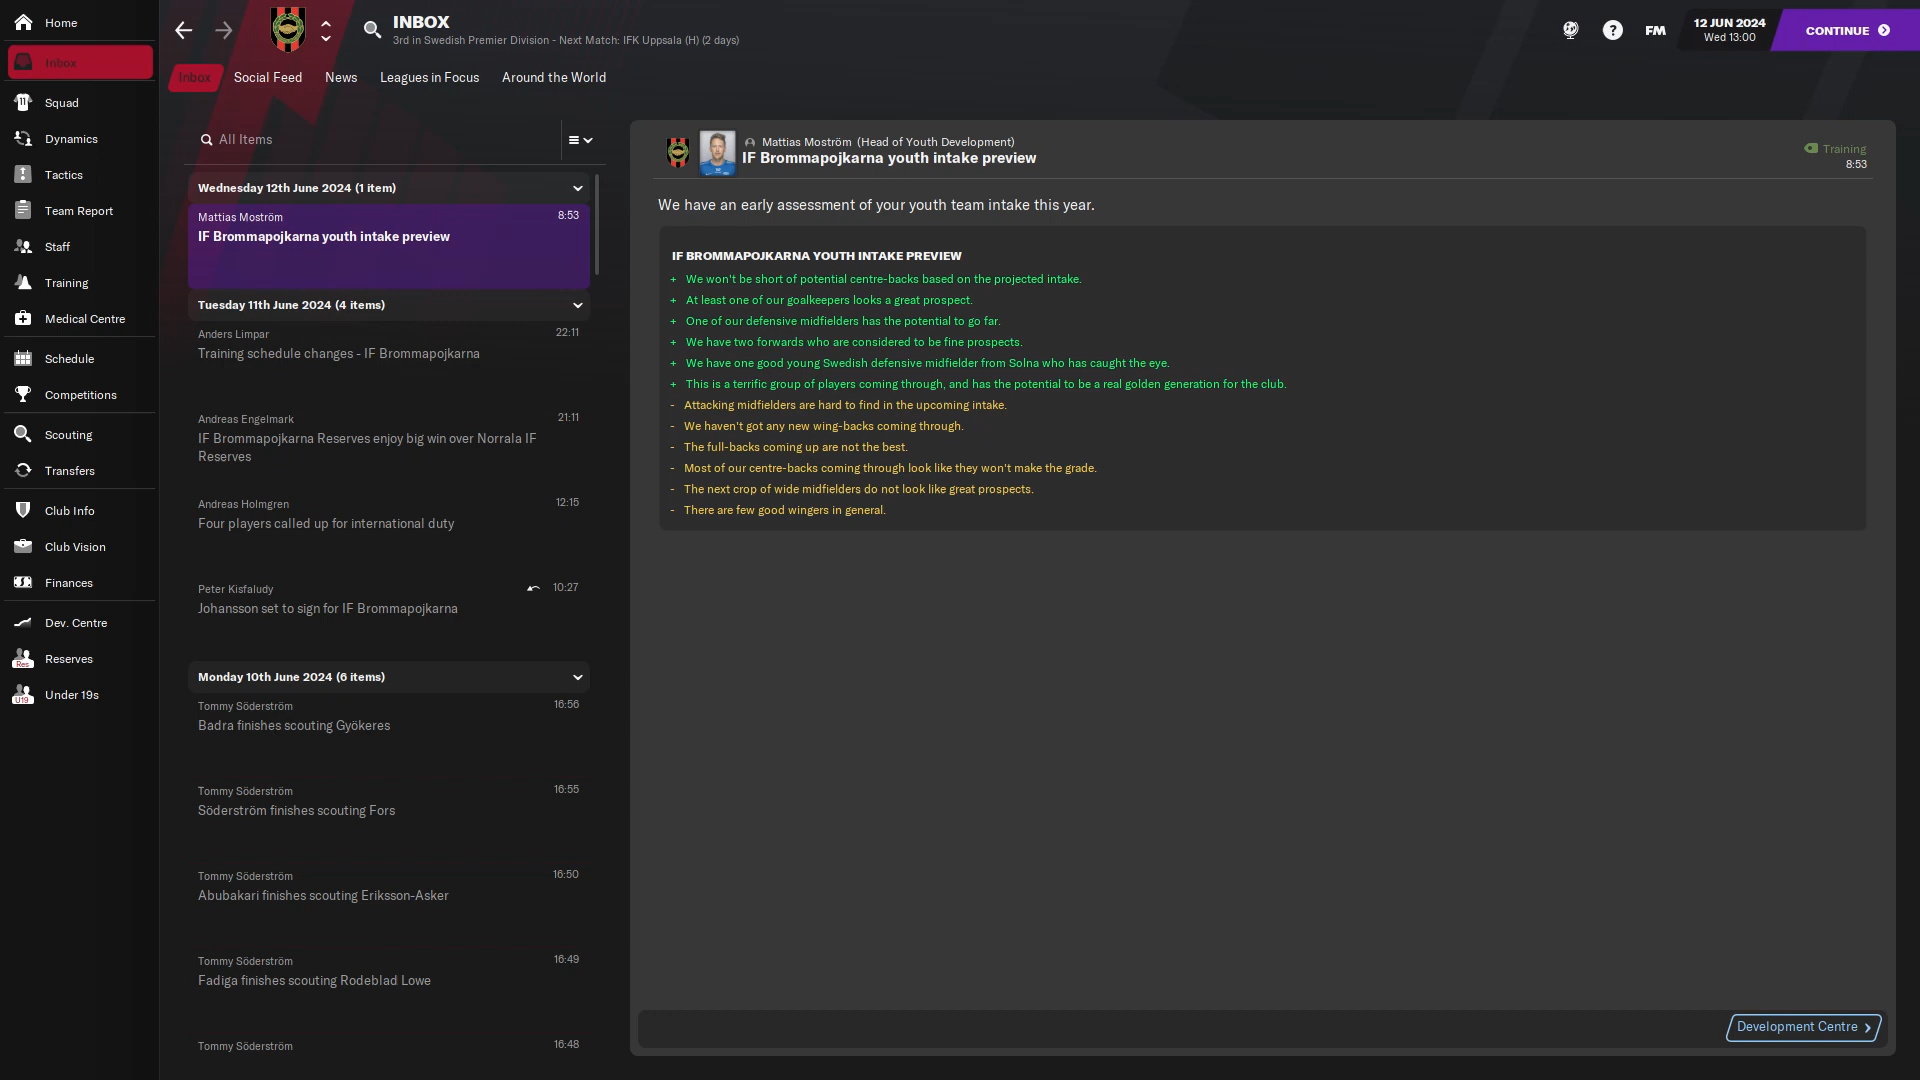 Home
Inbox
Squad
Dynamics
Tactics
Team Report
Staff
Training
Medical Centre
Schedule
Competitions
Scouting
Transfers
Club Info
Club Vision
Finances
Dev. Centre
Res
Reserves
U19
Under 19s
INBOX
3rd in Swedish Premier Division - Next Match: IFK Uppsala (H) (2 days)
FM
12 JUN 2024
Wed 13:00
CONTINUE
Inbox
Social Feed
News
Leagues in Focus
Around the World
All Items
Wednesday 12th June 2024 (1 item)
Mattias Moström 8:53
IF Brommapojkarna youth intake preview
Tuesday 11th June 2024 (4 items)
Anders Limpar 22:11
Training schedule changes - IF Brommapojkarna
Andreas Engelmark 21:11
IF Brommapojkarna Reserves enjoy big win over Norrala IF
Reserves
Andreas Holmgren 12:15
Four players called up for international duty
Peter Kisfaludy 10:27
Johansson set to sign for IF Brommapojkarna
Monday 10th June 2024 (6 items)
Tommy Söderström 16:56
Badra finishes scouting Gyökeres
Tommy Söderström 16:55
Söderström finishes scouting Fors
Tommy Söderström 16:50
Abubakari finishes scouting Eriksson-Asker
Tommy Söderström 16:49
Fadiga finishes scouting Rodeblad Lowe
Tommy Söderström 16:48
Mattias Moström (Head of Youth Development)
IF Brommapojkarna youth intake preview
Training
8:53
We have an early assessment of your youth team intake this year.
IF BROMMAPOJKARNA YOUTH INTAKE PREVIEW
+ We won't be short of potential centre-backs based on the projected intake.
+ At least one of our goalkeepers looks a great prospect.
+ One of our defensive midfielders has the potential to go far.
+ We have two forwards who are considered to be fine prospects.
+ We have one good young Swedish defensive midfielder from Solna who has caught the eye.
+ This is a terrific group of players coming through, and has the potential to be a real golden generation for the club.
- Attacking midfielders are hard to find in the upcoming intake.
- We haven't got any new wing-backs coming through.
- The full-backs coming up are not the best.
- Most of our centre-backs coming through look like they won't make the grade.
- The next crop of wide midfielders do not look like great prospects.
- There are few good wingers in general.
Development Centre